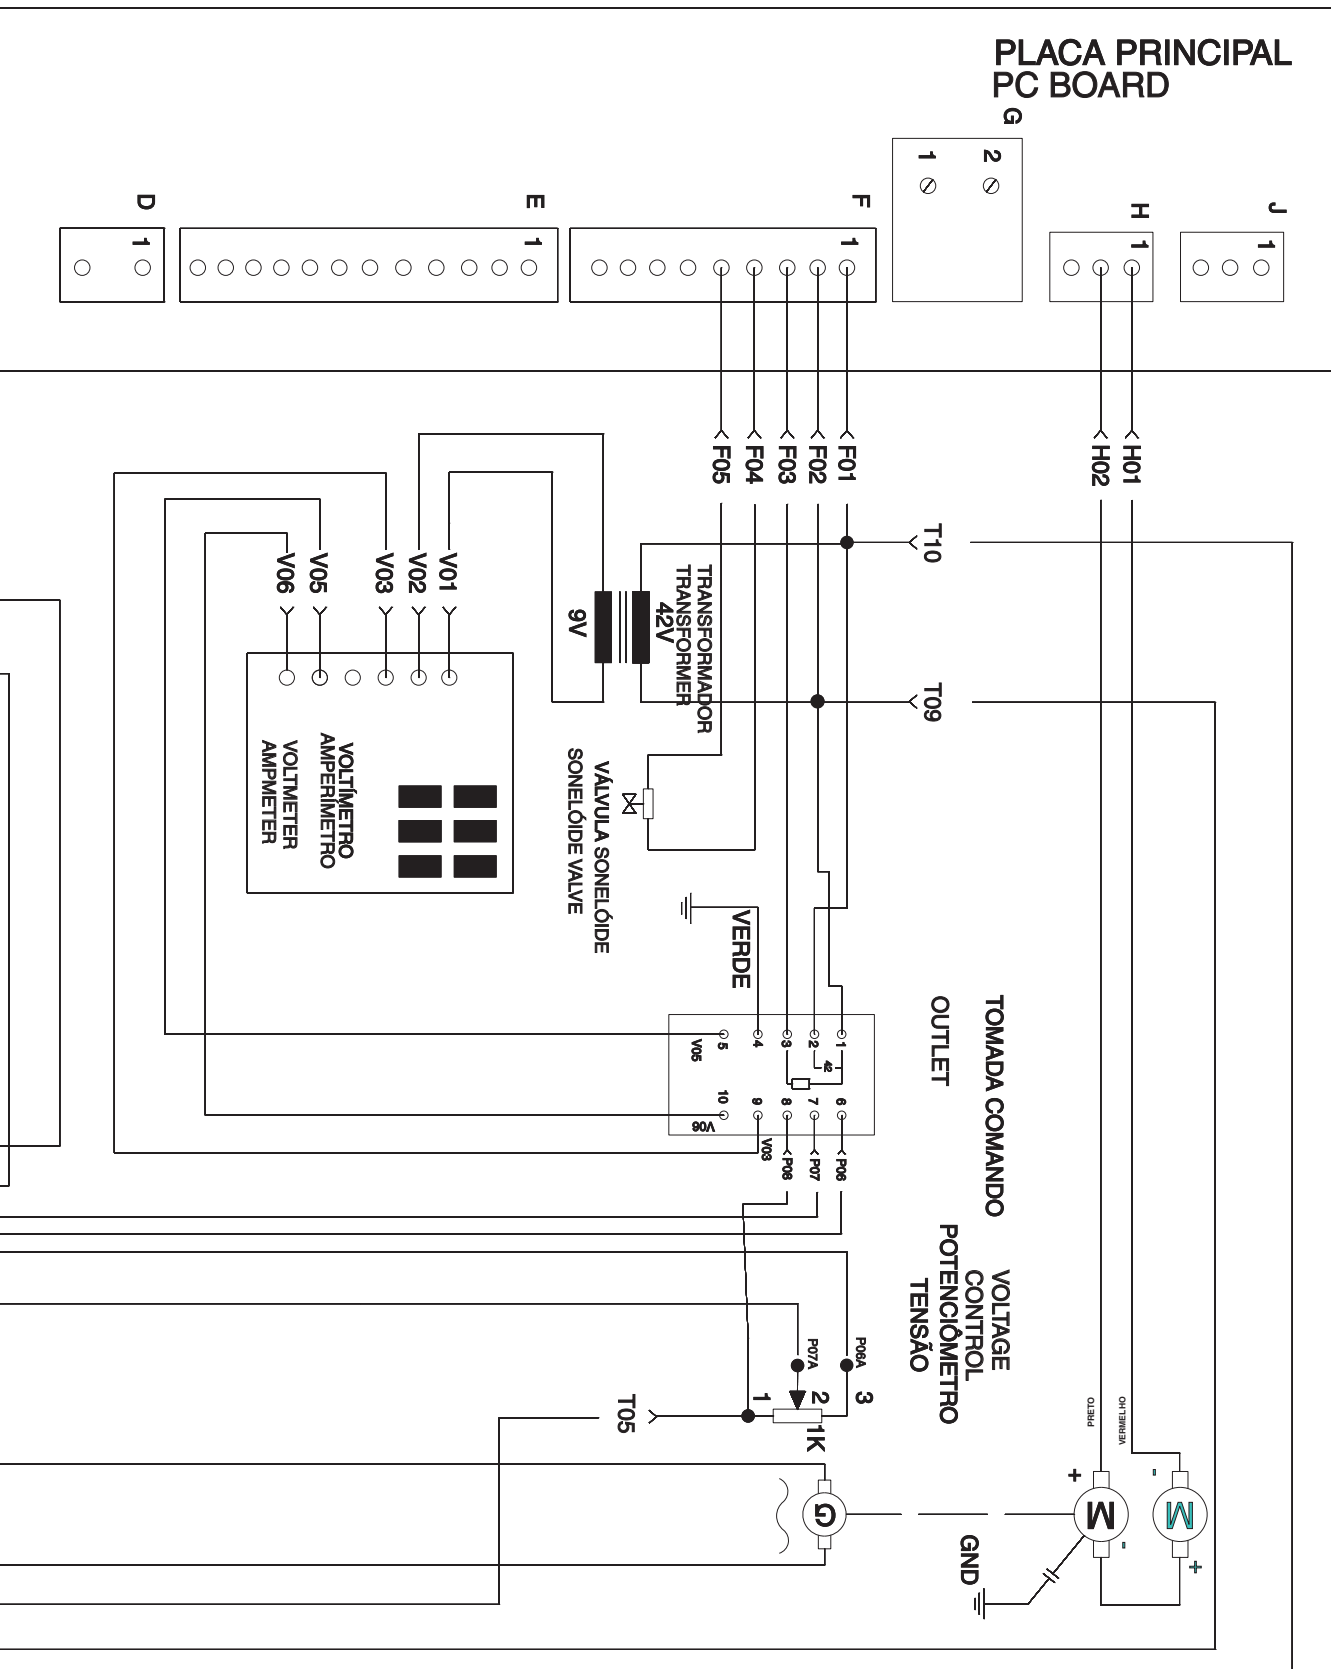 PLACA PRINCIPAL
PC BOARD
G
1
2
D
1
E
1
F
1
H
1
J
1
F05
F04
F03
F02
F01
H02
H01
T10
T09
V06
V05
V03
V02
V01
9V
42V
TRANSFORMADOR
TRANSFORMER
VOLTÍMETRO
AMPERÍMETRO
VOLTMETER
AMPMETER
VÁLVULA SONELÓIDE
SONELÓIDE VALVE
VERDE
TOMADA COMANDO
OUTLET
5
4
3
2
1
V05
42
10
9
8
7
6
V06
V03
P08
P07
P06
VOLTAGE
CONTROL
POTENCIÔMETRO
TENSÃO
P07A
P06A
1
2
3
1K
T05
PRETO
VERMELHO
+
-
G
M
M
-
+
GND